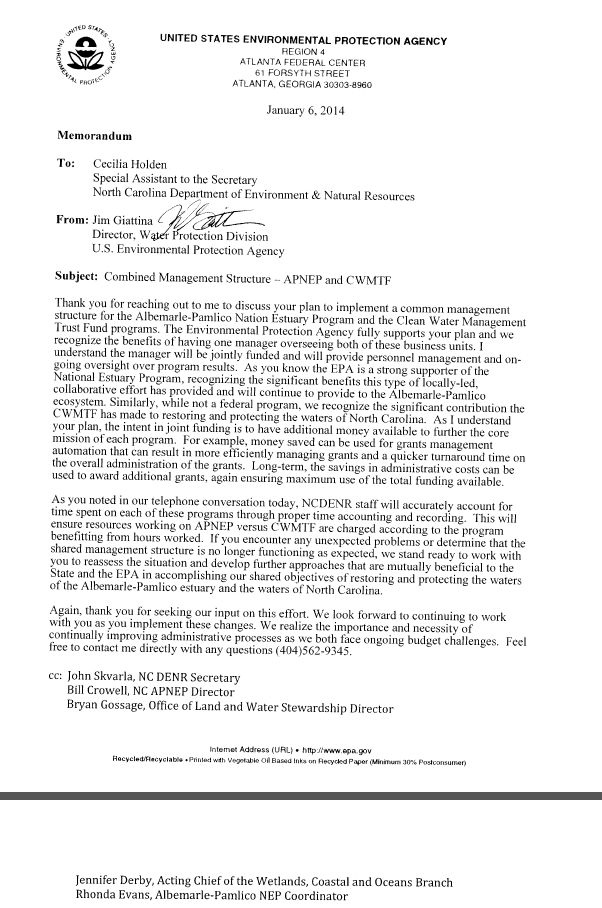 UNITED STATES ENVIRONMENTAL PROTECTION AGENCY
REGION 4
ATLANTA FEDERAL CENTER
61 FORSYTH STREET
ATLANTA, GEORGIA 30303-8960
UNITED STATES
ENVIRONMENTAL PROTECTION AGENCY
January 6, 2014
Memorandum
To: Cecilia Holden
Special Assistant to the Secretary
North Carolina Department of Environment & Natural Resources
From: Jim Giattina
Director, Water Protection Division
U.S. Environmental Protection Agency
Subject: Combined Management Structure – APNEP and CWMTF
Thank you for reaching out to me to discuss your plan to implement a common management
structure for the Albemarle-Pamlico Nation Estuary Program and the Clean Water Management
Trust Fund programs. The Environmental Protection Agency fully supports your plan and we
recognize the benefits of having one manager overseeing both of these business units. I
understand the manager will be jointly funded and will provide personnel management and on-
going oversight over program results. As you know the EPA is a strong supporter of the
National Estuary Program, recognizing the significant benefits this type of locally-led,
collaborative effort has provided and will continue to provide to the Albemarle-Pamlico
ecosystem. Similarly, while not a federal program, we recognize the significant contribution the
CWMTF has made to restoring and protecting the waters of North Carolina. As I understand
your plan, the intent in joint funding is to have additional money available to further the core
mission of each program. For example, money saved can be used for grants management
automation that can result in more efficiently managing grants and a quicker turnaround time on
the overall administration of the grants. Long-term, the savings in administrative costs can be
used to award additional grants, again ensuring maximum use of the total funding available.
As you noted in our telephone conversation today, NCDENR staff will accurately account for
time spent on each of these programs through proper time accounting and recording. This will
ensure resources working on APNEP versus CWMTF are charged according to the program
benefitting from hours worked. If you encounter any unexpected problems or determine that the
shared management structure is no longer functioning as expected, we stand ready to work with
you to reassess the situation and develop further approaches that are mutually beneficial to the
State and the EPA in accomplishing our shared objectives of restoring and protecting the waters
of the Albemarle-Pamlico estuary and the waters of North Carolina.
Again, thank you for seeking our input on this effort. We look forward to continuing to work
with you as you implement these changes. We realize the importance and necessity of
continually improving administrative processes as we both face ongoing budget challenges. Feel
free to contact me directly with any questions (404)562-9345.
cc: John Skvarla, NC DENR Secretary
Bill Crowell, NC APNEP Director
Bryan Gossage, Office of Land and Water Stewardship Director
Internet Address (URL) • http://www.epa.gov
Recycled/Recyclable • Printed with Vegetable Oil Based Inks on Recycled Paper (Minimum 30% Postconsumer)
Jennifer Derby, Acting Chief of the Wetlands, Coastal and Oceans Branch
Rhonda Evans, Albemarle-Pamlico NEP Coordinator